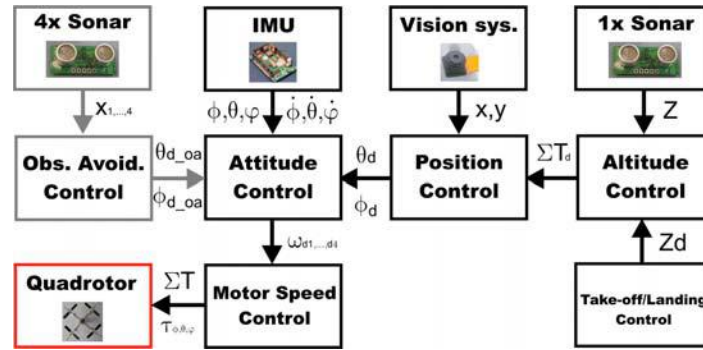 4x Sonar
IMU
Vision sys.
1x Sonar
x1,...,4
ϕ,θ,φ
ϕ̇,θ̇,φ̇
x,y
Z
Obs. Avoid.
Control
θd_oa
ϕd_oa
Attitude
Control
θd
ϕd
Position
Control
ΣTd
Altitude
Control
ωd1,...,d4
Zd
Quadrotor
ΣT
τθ,φ
Motor Speed
Control
Take-off/Landing
Control